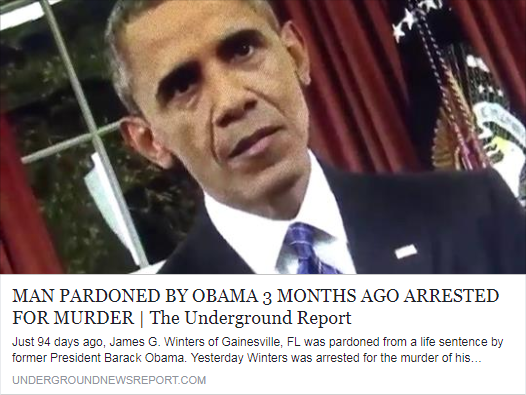 MAN PARDONED BY OBAMA 3 MONTHS AGO ARRESTED
FOR MURDER | The Underground Report
Just 94 days ago, James G. Winters of Gainesville, FL was pardoned from a life sentence by
former President Barack Obama. Yesterday Winters was arrested for the murder of his…
UNDERGROUNDNEWSREPORT.COM